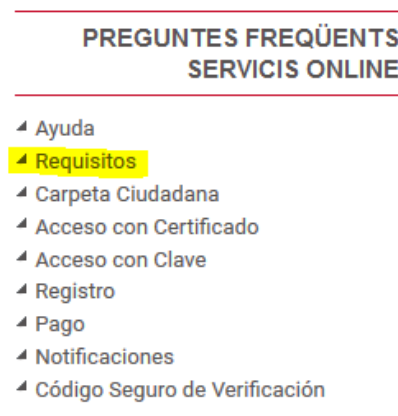 PREGUNTES FREQÜENTS
SERVICIS ONLINE
Ayuda
Requisitos
Carpeta Ciudadana
Acceso con Certificado
Acceso con Clave
Registro
Pago
Notificaciones
Código Seguro de Verificación